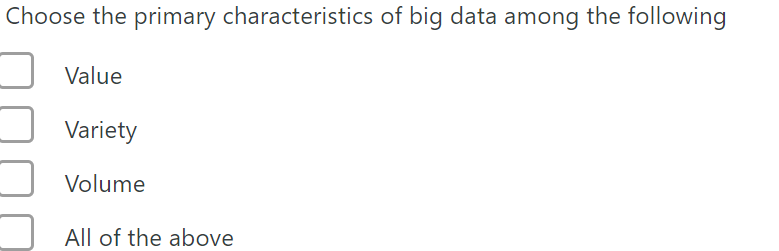 Choose the primary characteristics of big data among the following
Value
Variety
Volume
All of the above